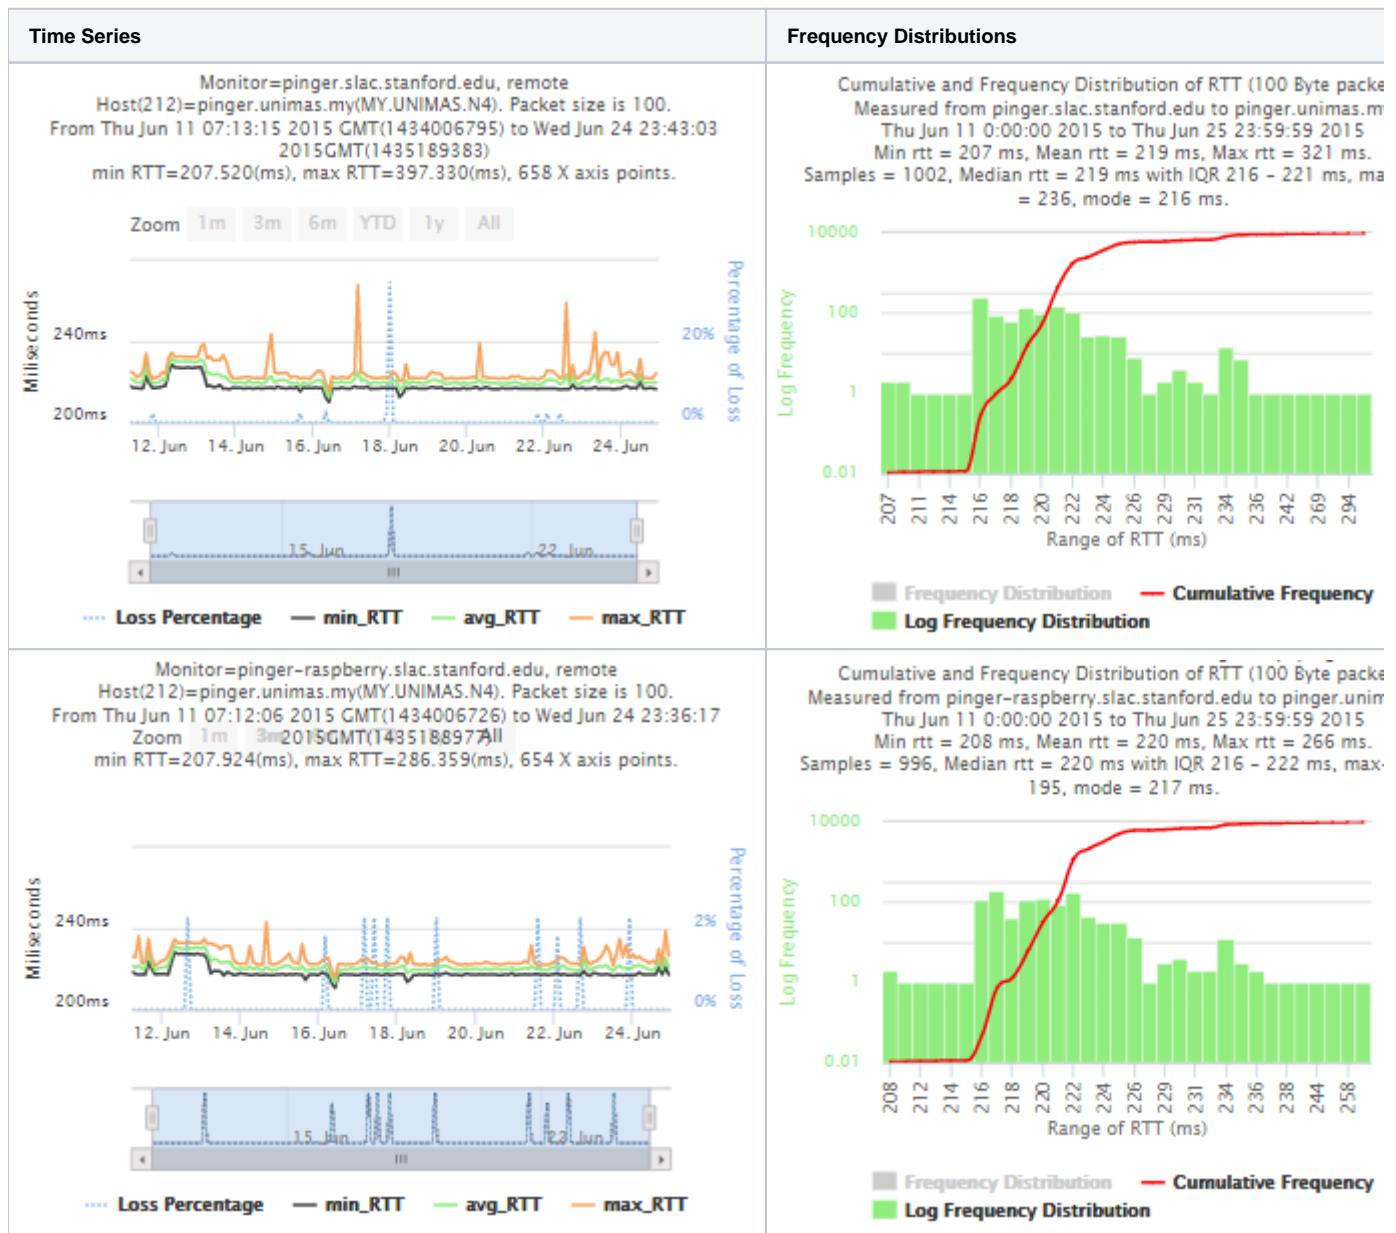 Time Series
Frequency Distributions
Monitor=pinger.slac.stanford.edu, remote
Host(212)=pinger.unimas.my(MY.UNIMAS.N4). Packet size is 100.
From Thu Jun 11 07:13:15 2015 GMT(1434006795) to Wed Jun 24 23:43:03
2015GMT(1435189383)
min RTT=207.520(ms), max RTT=397.330(ms), 658 X axis points.
Zoom 1m 3m 6m YTD 1y All
Miliseconds
240ms
200ms
Percentage of Loss
20%
0%
12. Jun 14. Jun 16. Jun 18. Jun 20. Jun 22. Jun 24. Jun
15. Jun 22. Jun
Loss Percentage min_RTT avg_RTT max_RTT
Cumulative and Frequency Distribution of RTT (100 Byte packe
Measured from pinger.slac.stanford.edu to pinger.unimas.m
Thu Jun 11 0:00:00 2015 to Thu Jun 25 23:59:59 2015
Min rtt = 207 ms, Mean rtt = 219 ms, Max rtt = 321 ms.
Samples = 1002, Median rtt = 219 ms with IQR 216 - 221 ms, ma
= 236, mode = 216 ms.
Log Frequency
10000
100
1
0.01
207 211 214 216 218 220 222 224 226 229 231 234 236 242 269 294
Range of RTT (ms)
Frequency Distribution Cumulative Frequency
Log Frequency Distribution
Monitor=pinger-raspberry.slac.stanford.edu, remote
Host(212)=pinger.unimas.my(MY.UNIMAS.N4). Packet size is 100.
From Thu Jun 11 07:12:06 2015 GMT(1434006726) to Wed Jun 24 23:36:17
Zoom 1m 3m 2015GMT(1435188977) All
min RTT=207.924(ms), max RTT=286.359(ms), 654 X axis points.
Miliseconds
240ms
200ms
Percentage of Loss
2%
0%
12. Jun 14. Jun 16. Jun 18. Jun 20. Jun 22. Jun 24. Jun
15. Jun 22. Jun
Loss Percentage min_RTT avg_RTT max_RTT
Cumulative and Frequency Distribution of RTT (100 Byte packe
Measured from pinger-raspberry.slac.stanford.edu to pinger.unim
Thu Jun 11 0:00:00 2015 to Thu Jun 25 23:59:59 2015
Min rtt = 208 ms, Mean rtt = 220 ms, Max rtt = 266 ms.
Samples = 996, Median rtt = 220 ms with IQR 216 - 222 ms, max-
195, mode = 217 ms.
Log Frequency
10000
100
1
0.01
208 212 214 216 218 220 222 224 226 229 231 234 236 238 244 258
Range of RTT (ms)
Frequency Distribution Cumulative Frequency
Log Frequency Distribution